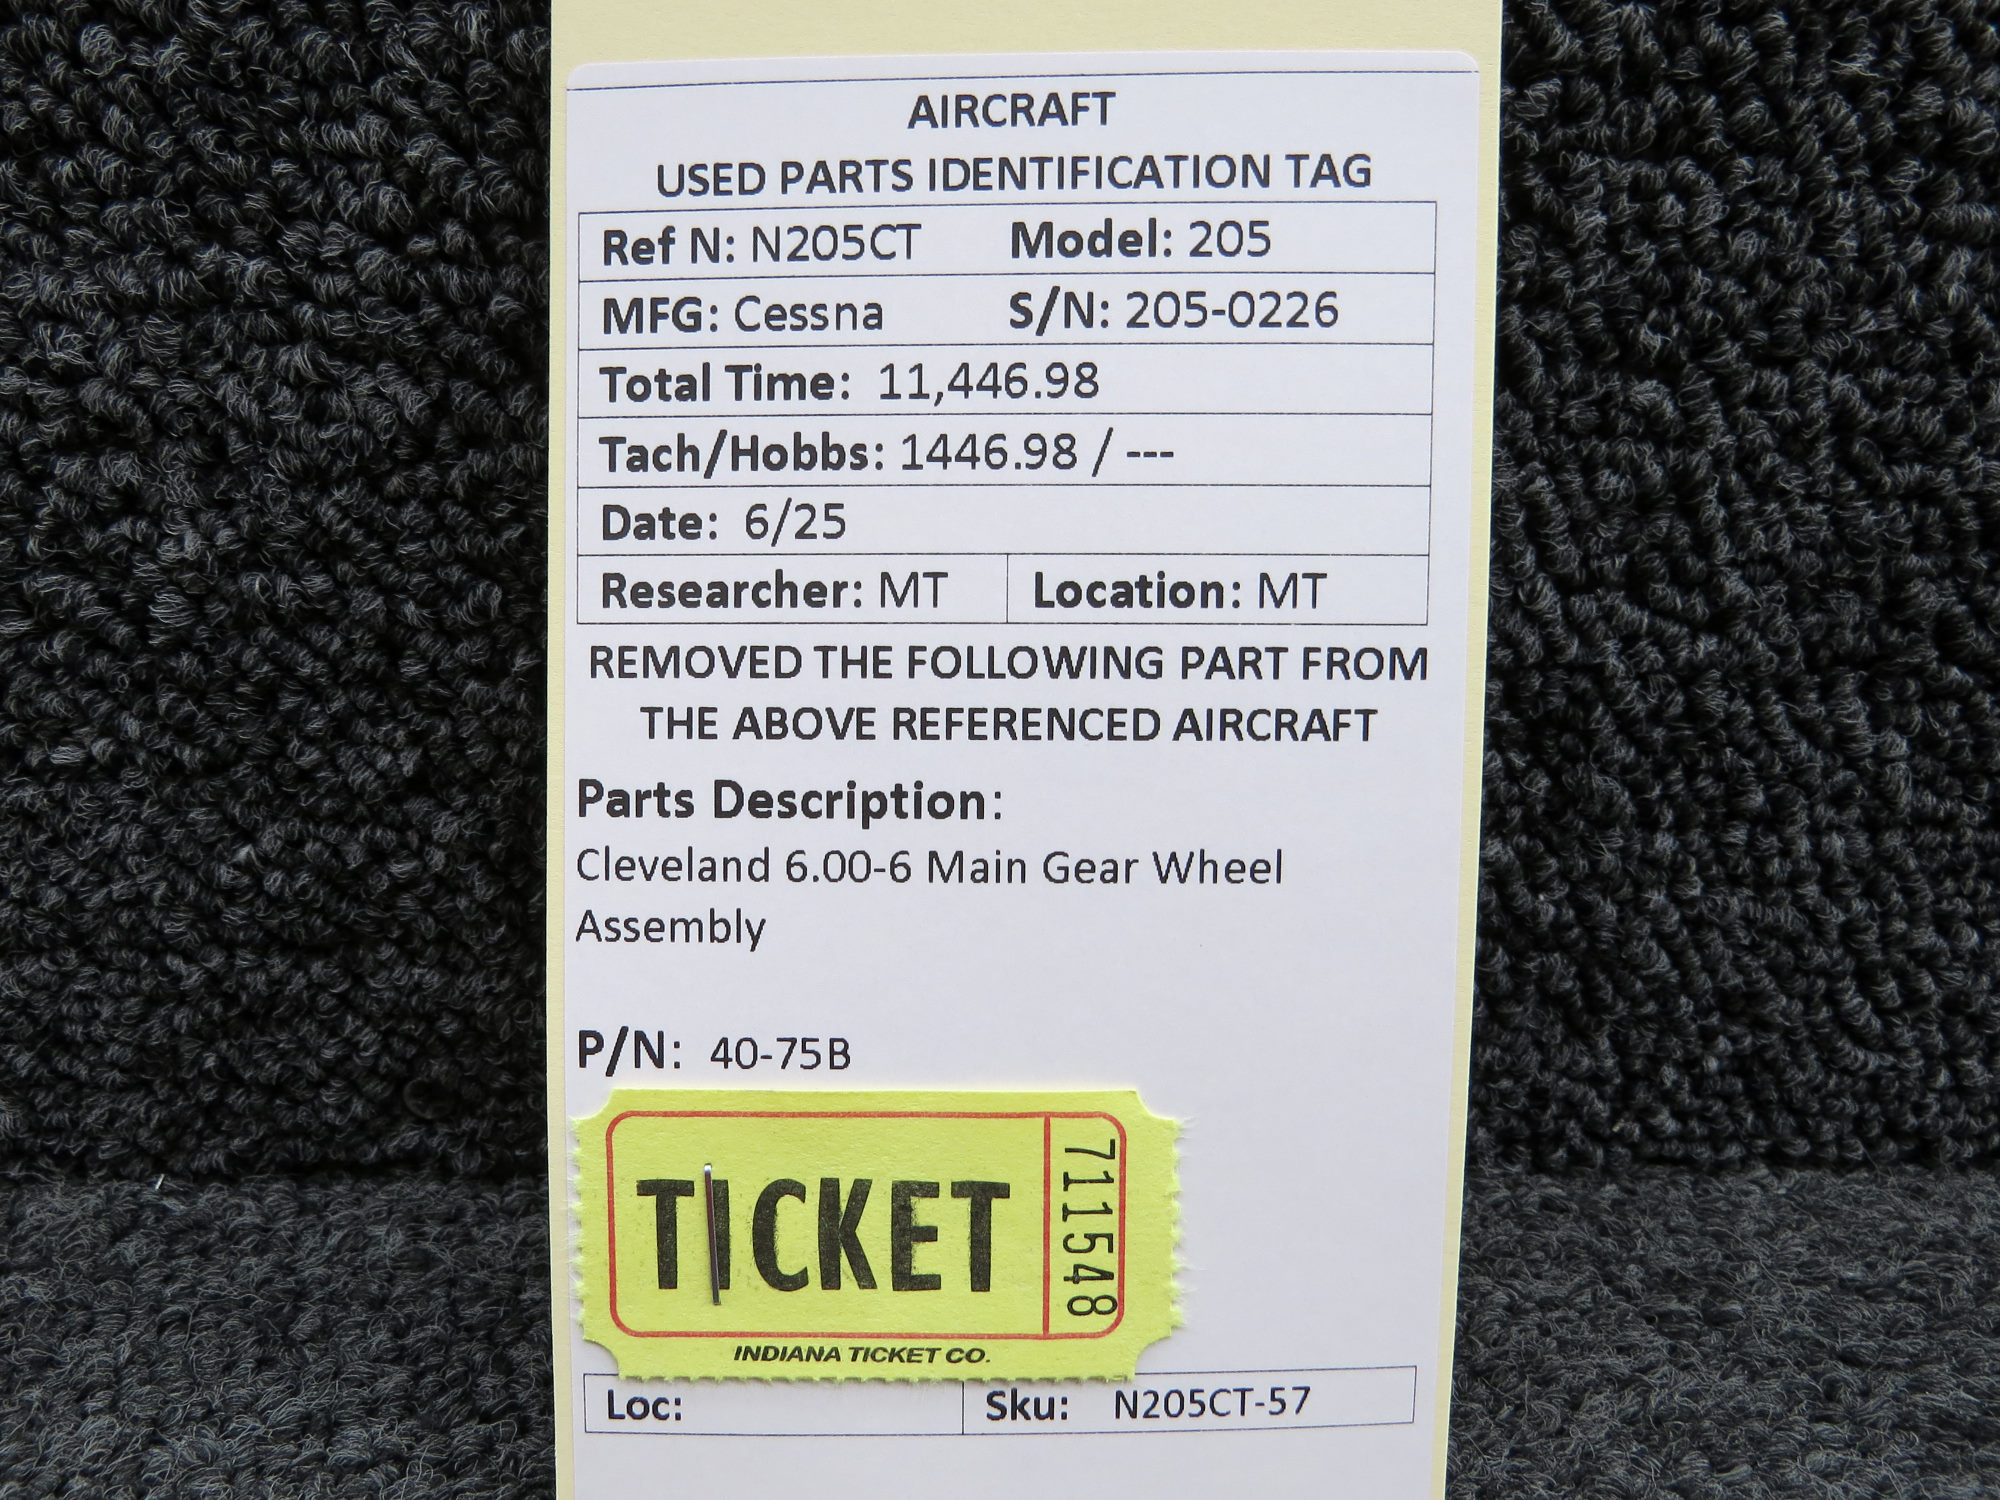 AIRCRAFT
USED PARTS IDENTIFICATION TAG
Ref N: N205CT Model: 205
MFG: Cessna S/N: 205-0226
Total Time: 11,446.98
Tach/Hobbs: 1446.98 / ---
Date: 6/25
Researcher: MT Location: MT
REMOVED THE FOLLOWING PART FROM
THE ABOVE REFERENCED AIRCRAFT
Parts Description:
Cleveland 6.00-6 Main Gear Wheel
Assembly
P/N: 40-75B
TICKET
711548
INDIANA TICKET CO.
Loc: Sku: N205CT-57